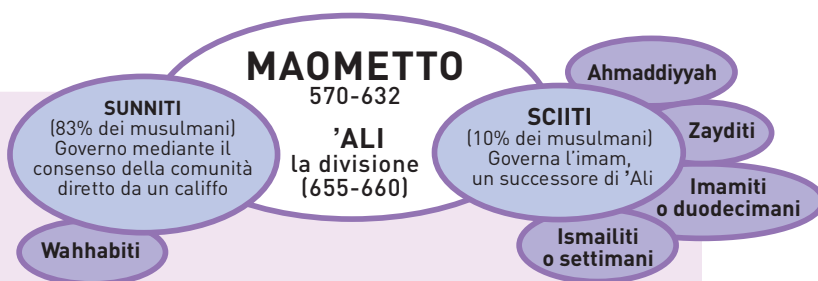 MAOMETTO
570-632
’ALI
la divisione
(655-660)
SUNNITI
(83% dei musulmani)
Governo mediante il
consenso della comunità
diretto da un califfo
Wahhabiti
SCIITI
(10% dei musulmani)
Governa l’imam,
un successore di ’Ali
Ahmaddiyyah
Zayditi
Imamiti
o duodecimani
Ismailiti
o settimani